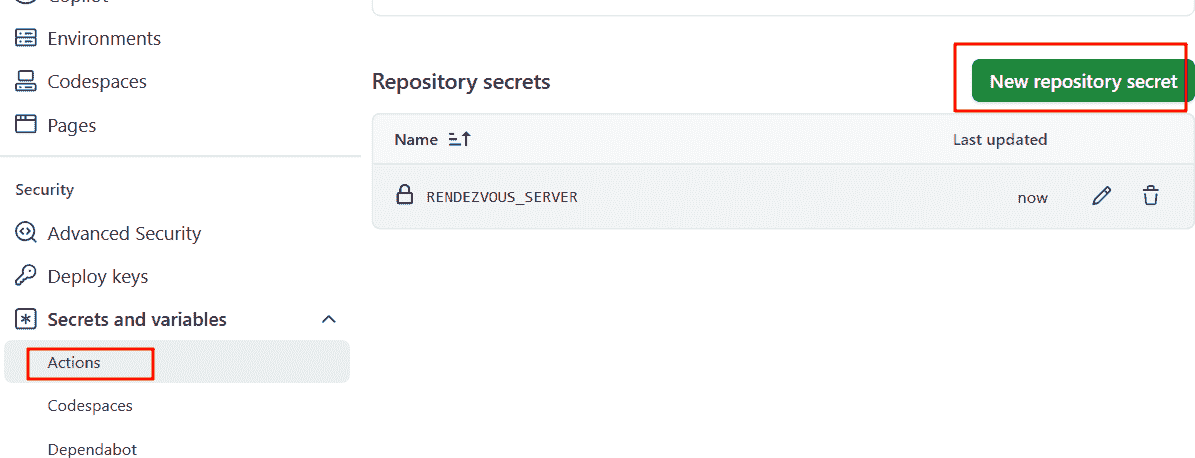 Copilot
Environments
Codespaces
Pages
Security
Advanced Security
Deploy keys
Secrets and variables
Actions
Codespaces
Dependabot
Repository secrets
New repository secret
Name
Last updated
RENDEZVOUS_SERVER
now